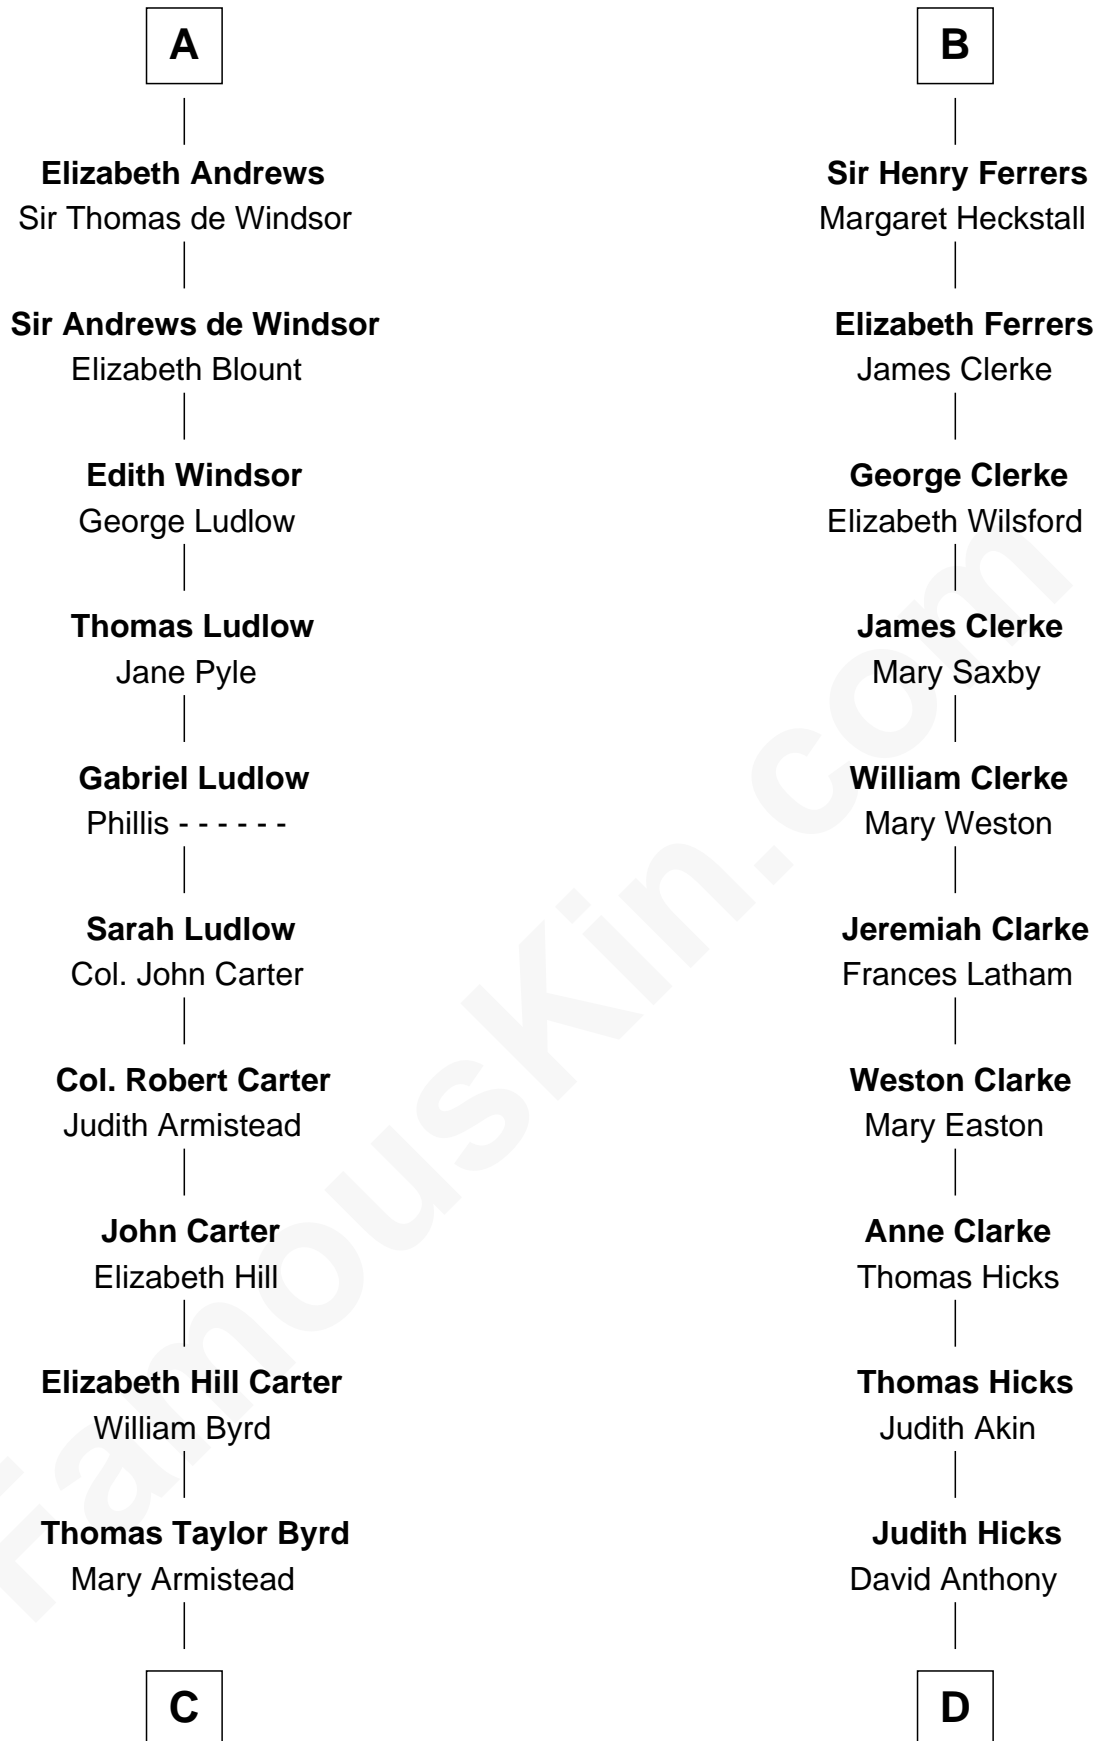 A
Elizabeth Andrews
Sir Thomas de Windsor
Sir Andrews de Windsor
Elizabeth Blount
Edith Windsor
George Ludlow
Thomas Ludlow
Jane Pyle
Gabriel Ludlow
Phillis - - - - - -
Sarah Ludlow
Col. John Carter
Col. Robert Carter
Judith Armistead
John Carter
Elizabeth Hill
Elizabeth Hill Carter
William Byrd
Thomas Taylor Byrd
Mary Armistead
C
B
Sir Henry Ferrers
Margaret Heckstall
Elizabeth Ferrers
James Clerke
George Clerke
Elizabeth Wilsford
James Clerke
Mary Saxby
William Clerke
Mary Weston
Jeremiah Clarke
Frances Latham
Weston Clarke
Mary Easton
Anne Clarke
Thomas Hicks
Thomas Hicks
Judith Akin
Judith Hicks
David Anthony
D
FamousKin.com